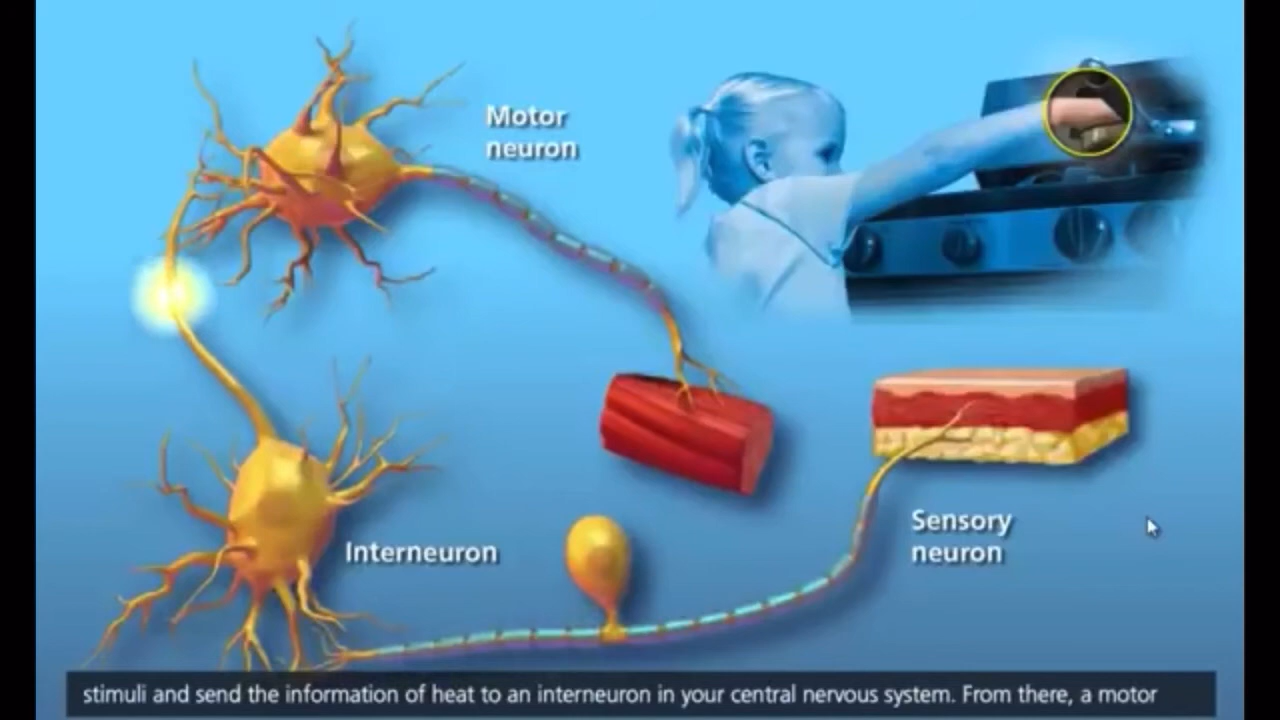 Motor
neuron
Interneuron
Sensory
neuron
stimuli and send the information of heat to an interneuron in your central nervous system. From there, a motor